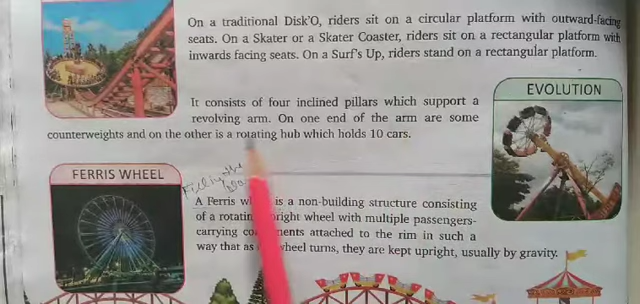 On a traditional Disk'O, riders sit on a circular platform with outward-facing
seats. On a Skater or a Skater Coaster, riders sit on a rectangular platform with
inwards facing seats. On a Surf's Up, riders stand on a rectangular platform.
EVOLUTION
It consists of four inclined pillars which support a
revolving arm. On one end of the arm are some
counterweights and on the other is a rotating hub which holds 10 cars.
FERRIS WHEEL
A Ferris is a non-building structure consisting
of a upright wheel with multiple passengers-
carrying attached to the rim in such a
way that as wheel turns, they are kept upright, usually by gravity.